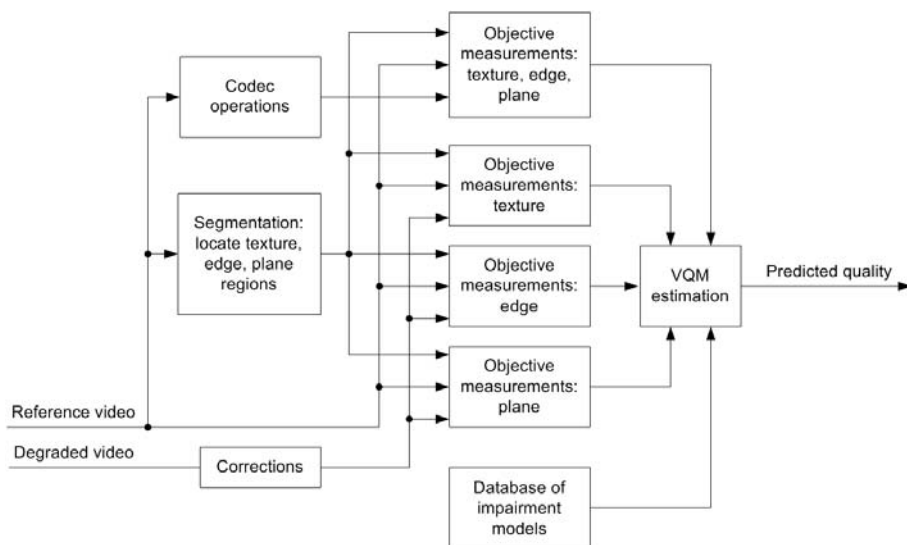 Objective
measurements:
texture, edge,
plane
Codec
operations
Objective
measurements:
texture
Segmentation:
locate texture,
edge, plane
regions
Objective
measurements:
edge
VQM
estimation
Predicted quality
Objective
measurements:
plane
Reference video
Degraded video
Corrections
Database of
impairment
models